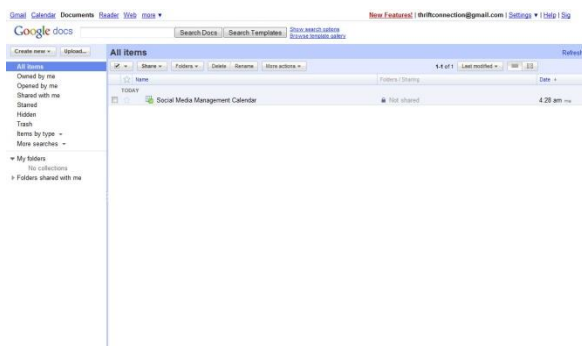 Gmail Calendar Documents Reader Web more ▼ New Features! | thriftconnection@gmail.com | Settings ▼ | Help | Sig
Google docs Search Docs Search Templates Show search options
Browse template gallery
Create new ▼ Upload... All items Refresh
All items Share ▼ Folders ▼ Delete Rename More actions ▼ 1-1 of 1 Last modified ▼
Owned by me Name Folders / Sharing Date
Opened by me TODAY
Shared with me Social Media Management Calendar Not shared 4:28 am me
Starred
Hidden
Trash
Items by type ▼
More searches ▼
My folders
No collections
Folders shared with me